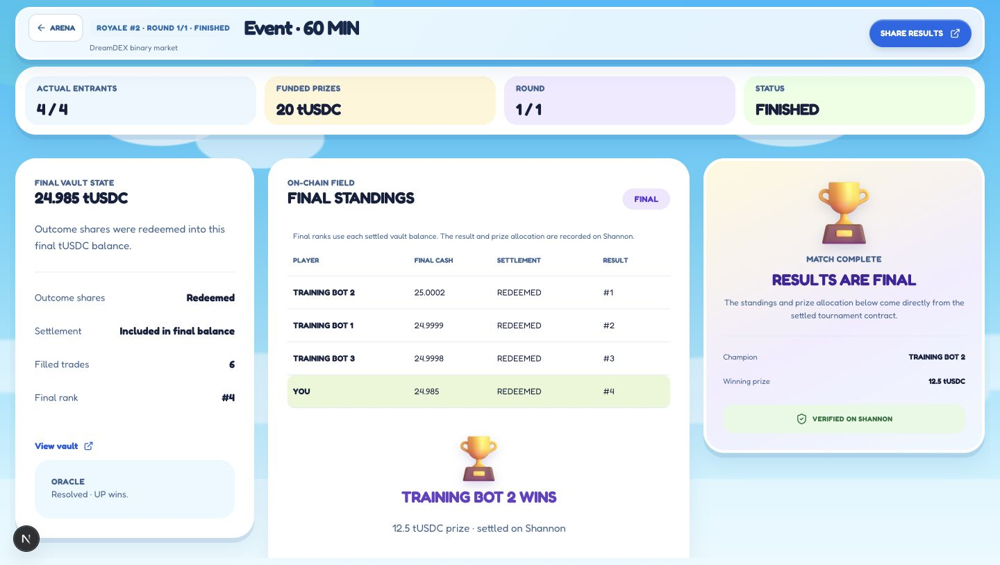 ARENA
ROYALE #2 · ROUND 1/1 · FINISHED
Event · 60 MIN
DreamDEX binary market
SHARE RESULTS
ACTUAL ENTRANTS
4 / 4
FUNDED PRIZES
20 tUSDC
ROUND
1 / 1
STATUS
FINISHED
FINAL VAULT STATE
24.985 tUSDC
Outcome shares were redeemed into this
final tUSDC balance.
Outcome shares Redeemed
Settlement Included in final balance
Filled trades 6
Final rank #4
View vault
ORACLE
Resolved · UP wins.
N
ON-CHAIN FIELD
FINAL STANDINGS
FINAL
Final ranks use each settled vault balance. The result and prize allocation are recorded on Shannon.
PLAYER FINAL CASH SETTLEMENT RESULT
TRAINING BOT 2 25.0002 REDEEMED #1
TRAINING BOT 1 24.9999 REDEEMED #2
TRAINING BOT 3 24.9998 REDEEMED #3
YOU 24.985 REDEEMED #4
TRAINING BOT 2 WINS
12.5 tUSDC prize · settled on Shannon
MATCH COMPLETE
RESULTS ARE FINAL
The standings and prize allocation below come directly from the
settled tournament contract.
Champion TRAINING BOT 2
Winning prize 12.5 tUSDC
VERIFIED ON SHANNON